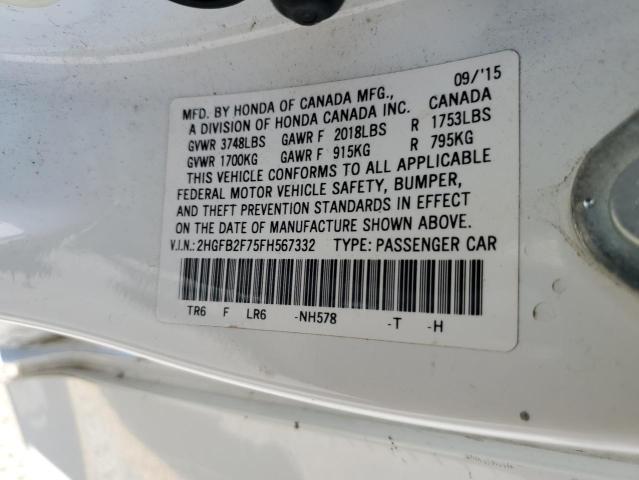 MFD. BY HONDA OF CANADA MFG., 09/'15
A DIVISION OF HONDA CANADA INC. CANADA
GVWR 3748LBS GAWR F 2018LBS R 1753LBS
GVWR 1700KG GAWR F 915KG R 795KG
THIS VEHICLE CONFORMS TO ALL APPLICABLE
FEDERAL MOTOR VEHICLE SAFETY, BUMPER,
AND THEFT PREVENTION STANDARDS IN EFFECT
ON THE DATE OF MANUFACTURE SHOWN ABOVE.
V.I.N.:2HGFB2F75FH567332 TYPE: PASSENGER CAR
TR6 F LR6 -NH578 -T -H